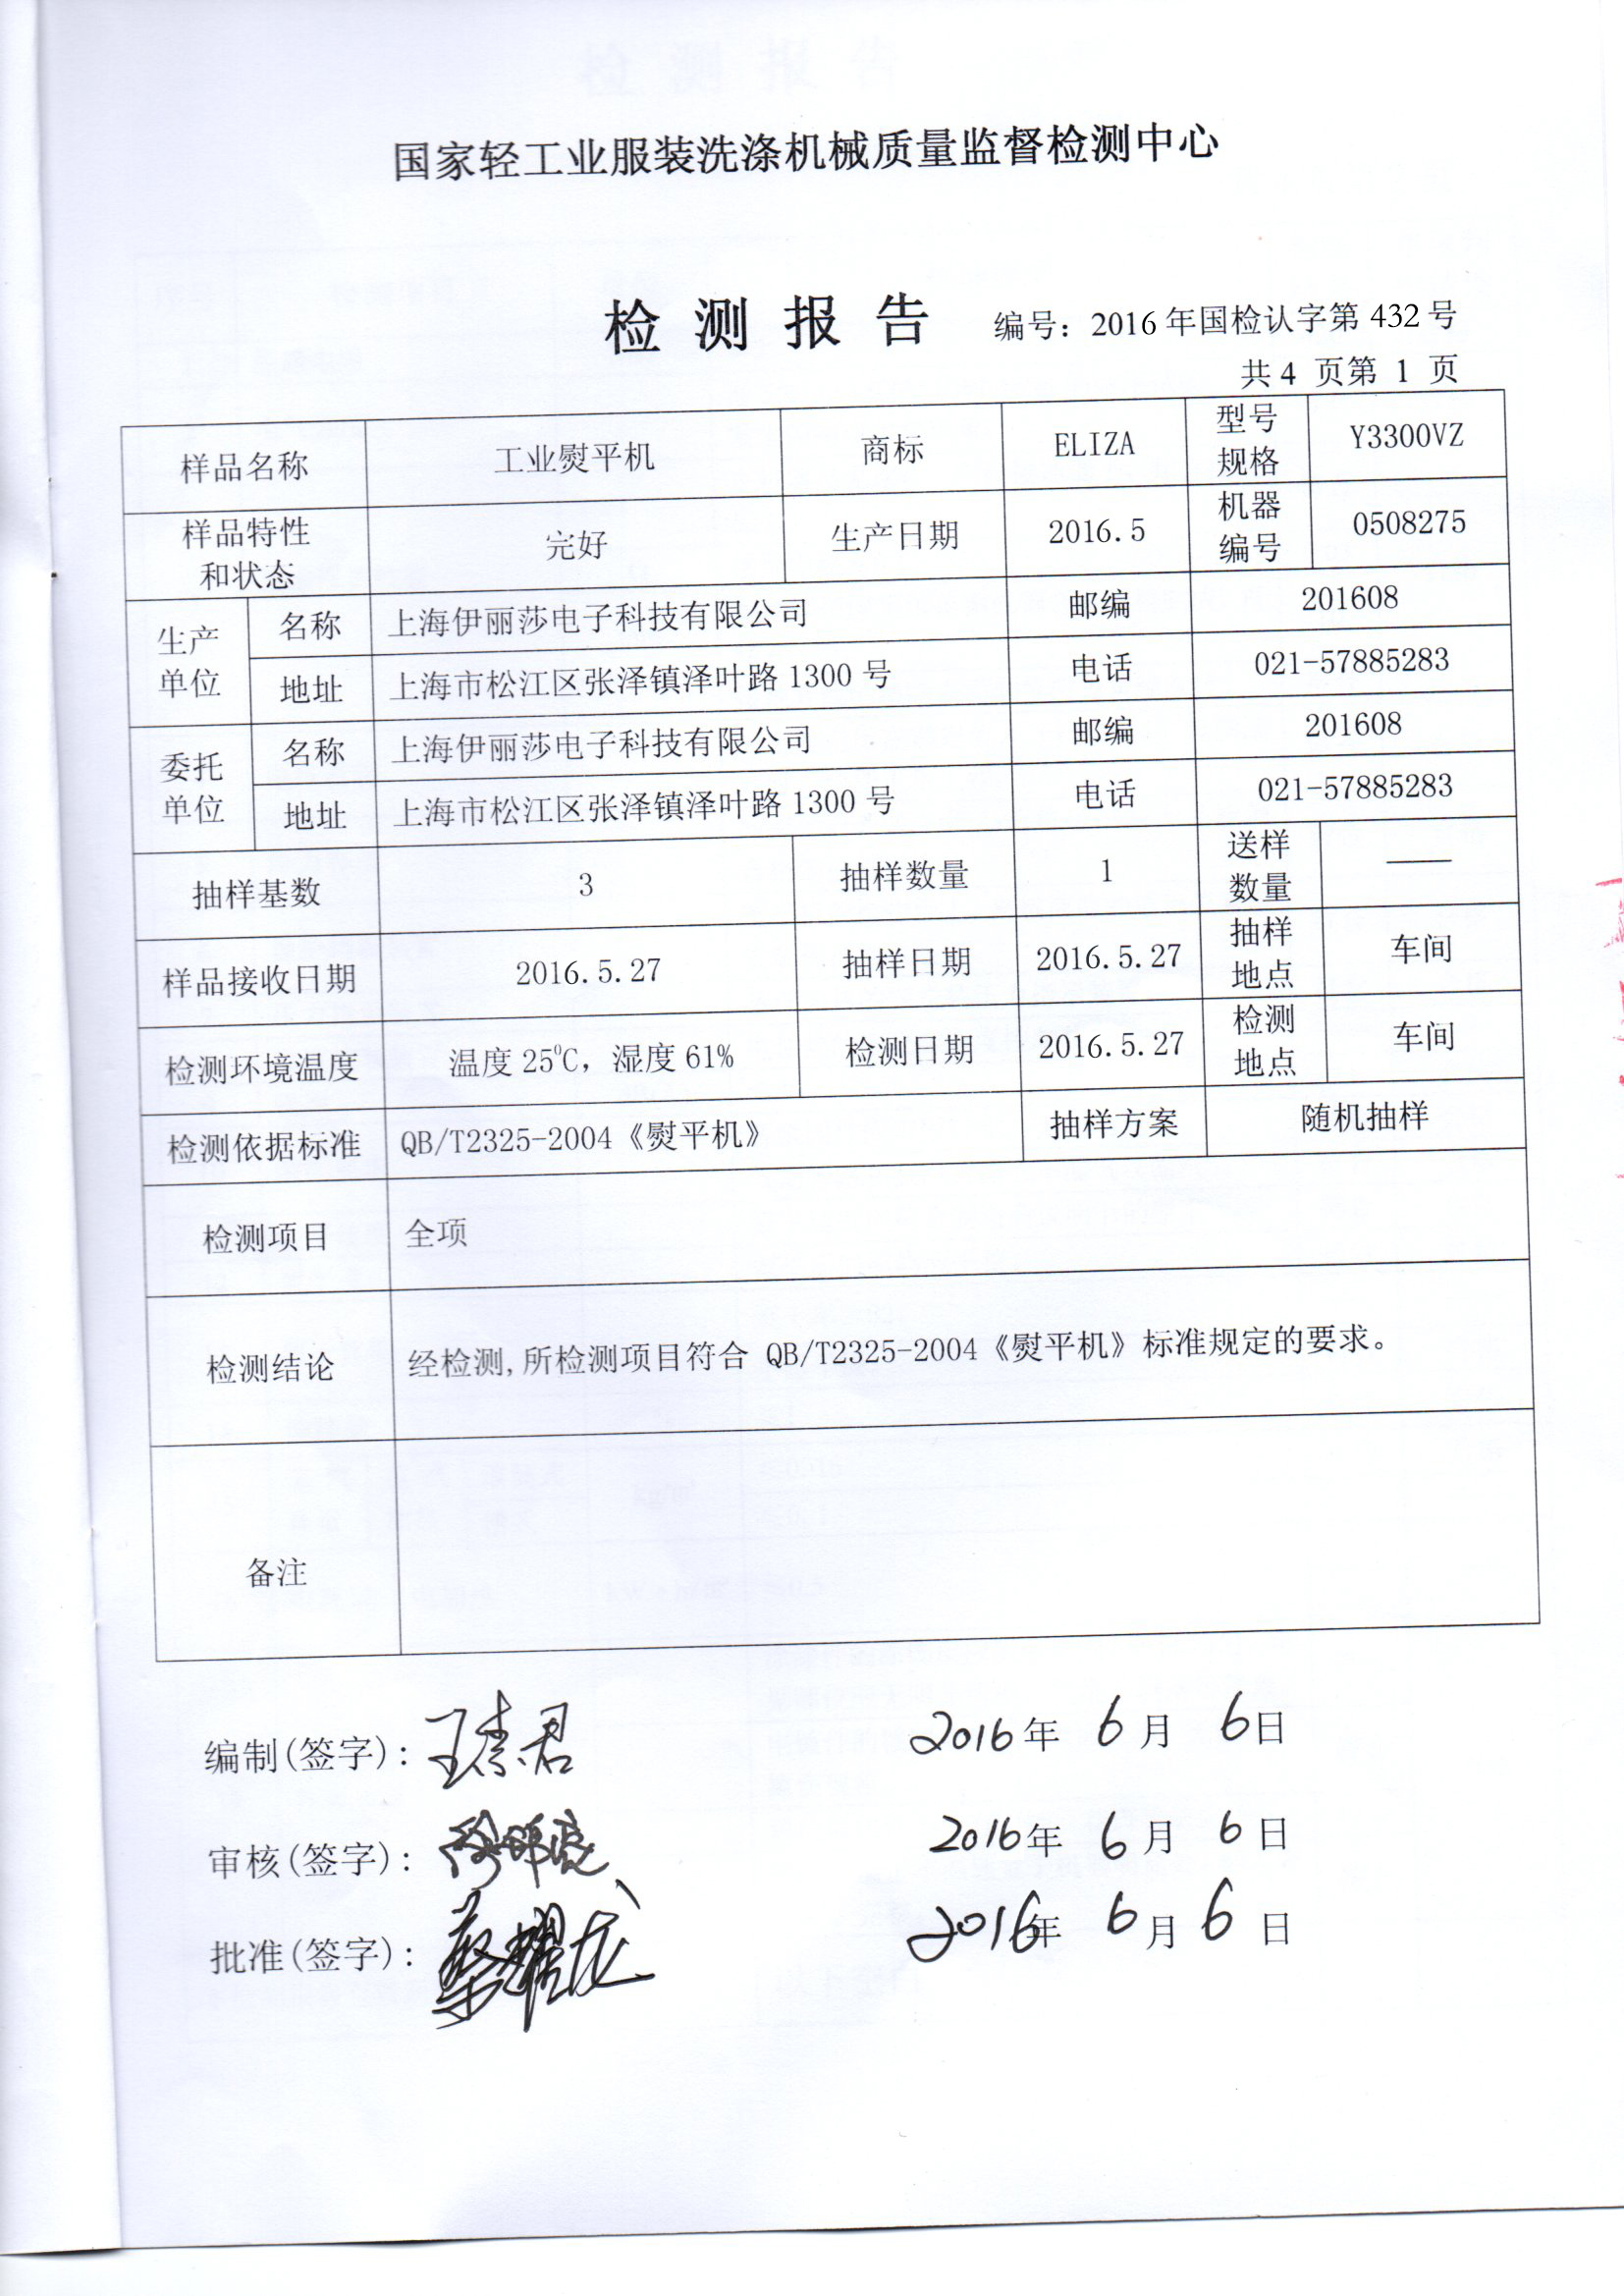 国家轻工业服装洗涤机械质量监督检测中心
检测报告
编号：2016年国检认字第 432号
共 4 页第 1 页
样品名称 工业熨平机 商标 ELIZA 型号规格 Y3300VZ
样品特性和状态 完好 生产日期 2016.5 机器编号 0508275
生产单位 名称 上海伊丽莎电子科技有限公司 邮编 201608
地址 上海市松江区张泽镇泽叶路 1300 号 电话 021-57885283
委托单位 名称 上海伊丽莎电子科技有限公司 邮编 201608
地址 上海市松江区张泽镇泽叶路 1300 号 电话 021-57885283
抽样基数 3 抽样数量 1 送样数量 ——
样品接收日期 2016.5.27 抽样日期 2016.5.27 抽样地点 车间
检测环境温度 温度 25℃，湿度 61% 检测日期 2016.5.27 检测地点 车间
检测依据标准 QB/T2325-2004《熨平机》 抽样方案 随机抽样
检测项目 全项
检测结论 经检测,所检测项目符合 QB/T2325-2004《熨平机》标准规定的要求。
备注
编制(签字)： 2016年 6月 6日
审核(签字)： 2016年 6月 6日
批准(签字)： 蔡耀龙 2016年 6月 6日